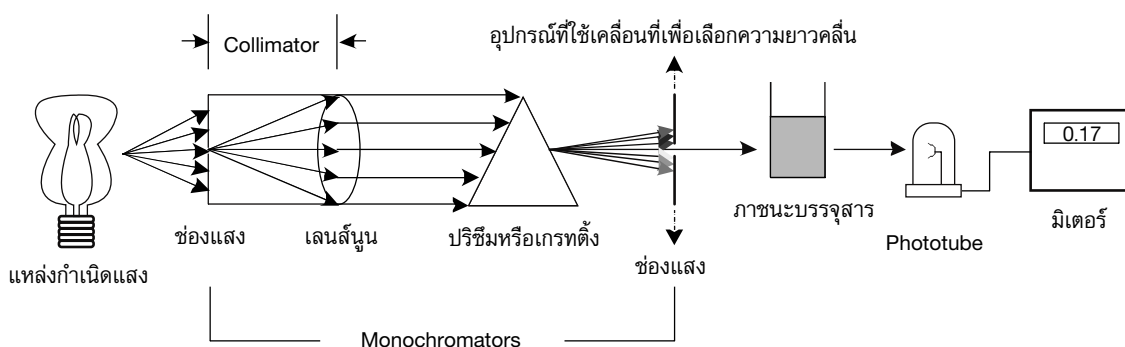 อุปกรณ์ที่ใช้เคลื่อนที่เพื่อเลือกความยาวคลื่น
Collimator
0.17
ช่องแสง
เลนส์นูน
ปริซึมหรือเกรทติ้ง
ภาชนะบรรจุสาร
Phototube
มิเตอร์
แหล่งกำเนิดแสง
ช่องแสง
Monochromators